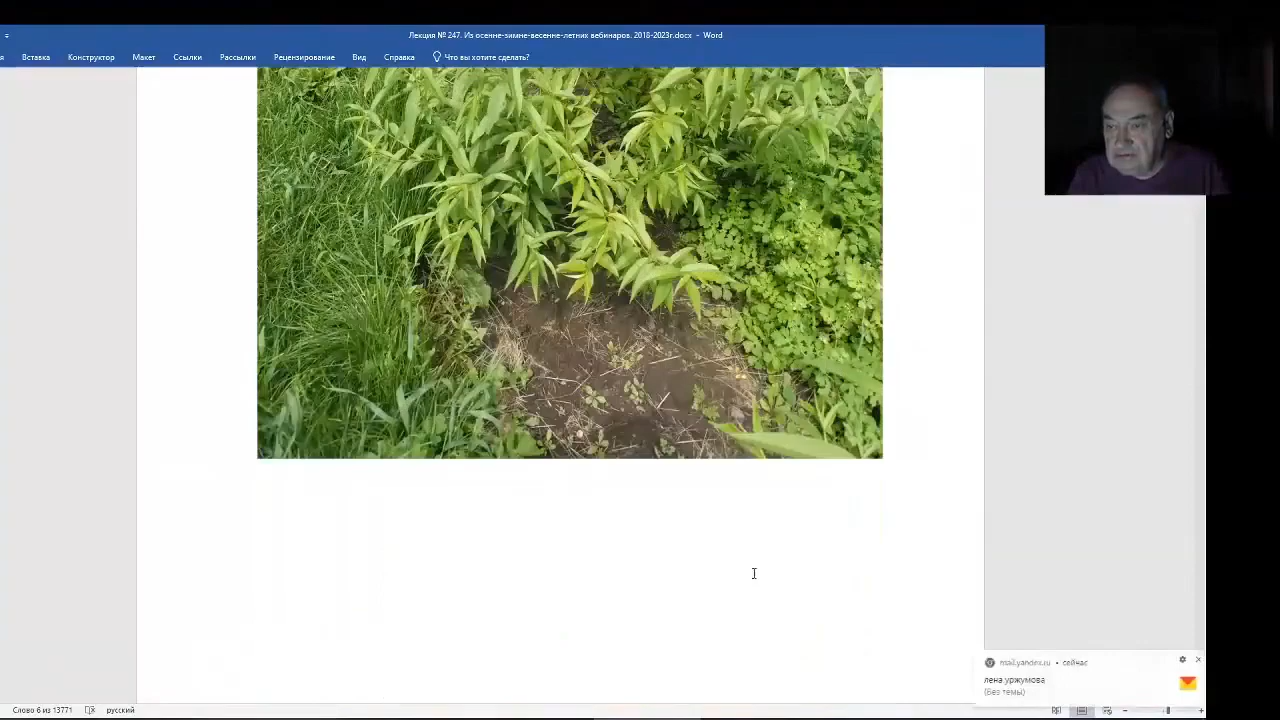 Лекция № 247. Из осенне-зимне-весенне-летних вебинаров. 2018-2023г.docx - Word
я Вставка Конструктор Макет Ссылки Рассылки Рецензирование Вид Справка Что вы хотите сделать?
mail.yandex.ru • сейчас
лена уржумова
(Без темы)
Слово 6 из 13771 русский